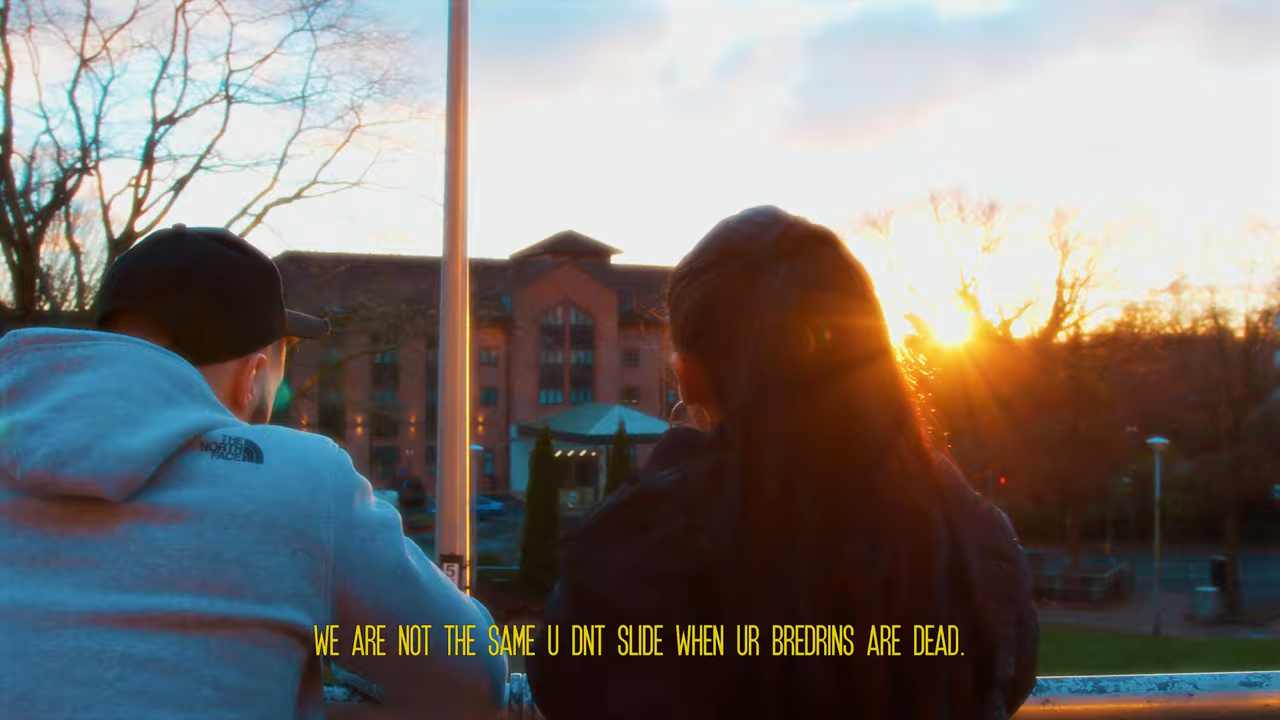 THE
NORTH
FACE
5
WE ARE NOT THE SAME U DNT SLIDE WHEN UR BREDRINS ARE DEAD.